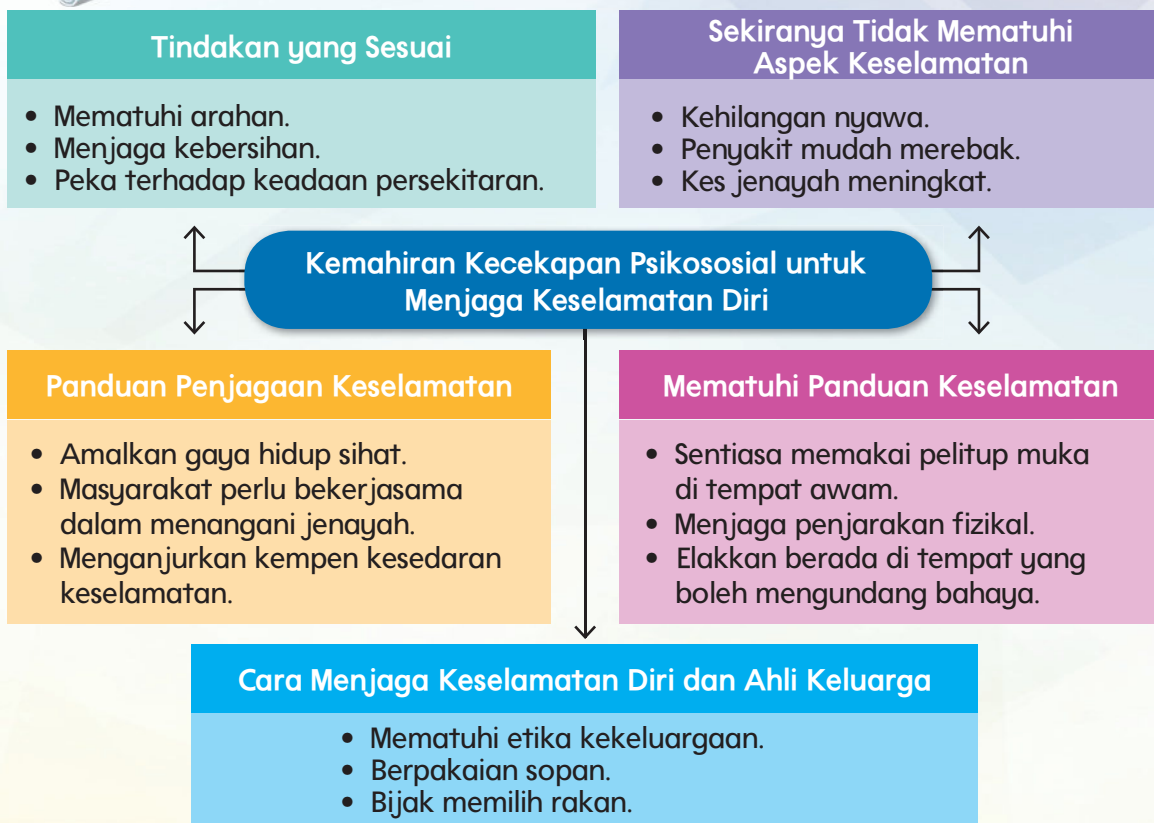 Tindakan yang Sesuai
• Mematuhi arahan.
• Menjaga kebersihan.
• Peka terhadap keadaan persekitaran.
Sekiranya Tidak Mematuhi
Aspek Keselamatan
• Kehilangan nyawa.
• Penyakit mudah merebak.
• Kes jenayah meningkat.
Kemahiran Kecekapan Psikososial untuk
Menjaga Keselamatan Diri
Panduan Penjagaan Keselamatan
• Amalkan gaya hidup sihat.
• Masyarakat perlu bekerjasama
dalam menangani jenayah.
• Menganjurkan kempen kesedaran
keselamatan.
Mematuhi Panduan Keselamatan
• Sentiasa memakai pelitup muka
di tempat awam.
• Menjaga penjarakan fizikal.
• Elakkan berada di tempat yang
boleh mengundang bahaya.
Cara Menjaga Keselamatan Diri dan Ahli Keluarga
• Mematuhi etika kekeluargaan.
• Berpakaian sopan.
• Bijak memilih rakan.